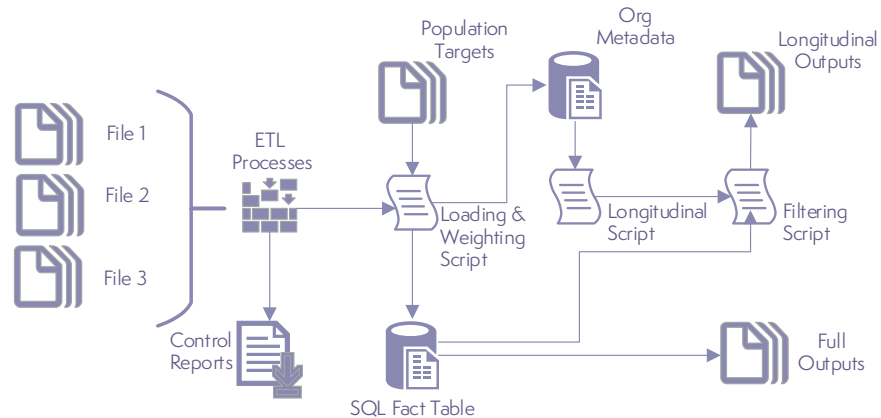 Population
Targets
Org
Metadata
Longitudinal
Outputs
File 1
File 2
File 3
ETL
Processes
Loading &
Weighting
Script
Longitudinal
Script
Filtering
Script
Control
Reports
SQL Fact Table
Full
Outputs